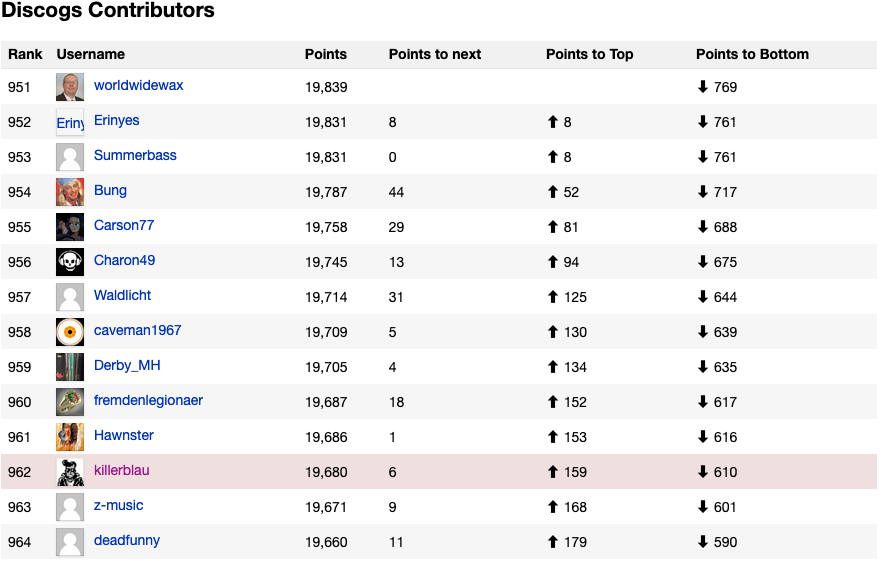 Discogs Contributors
Rank Username Points Points to next Points to Top Points to Bottom
951 worldwidewax 19,839 ⬇ 769
952 Eriny Erinyes 19,831 8 ⬆ 8 ⬇ 761
953 Summerbass 19,831 0 ⬆ 8 ⬇ 761
954 Bung 19,787 44 ⬆ 52 ⬇ 717
955 Carson77 19,758 29 ⬆ 81 ⬇ 688
956 Charon49 19,745 13 ⬆ 94 ⬇ 675
957 Waldlicht 19,714 31 ⬆ 125 ⬇ 644
958 caveman1967 19,709 5 ⬆ 130 ⬇ 639
959 Derby_MH 19,705 4 ⬆ 134 ⬇ 635
960 fremdenlegionaer 19,687 18 ⬆ 152 ⬇ 617
961 Hawnster 19,686 1 ⬆ 153 ⬇ 616
962 killerblau 19,680 6 ⬆ 159 ⬇ 610
963 z-music 19,671 9 ⬆ 168 ⬇ 601
964 deadfunny 19,660 11 ⬆ 179 ⬇ 590